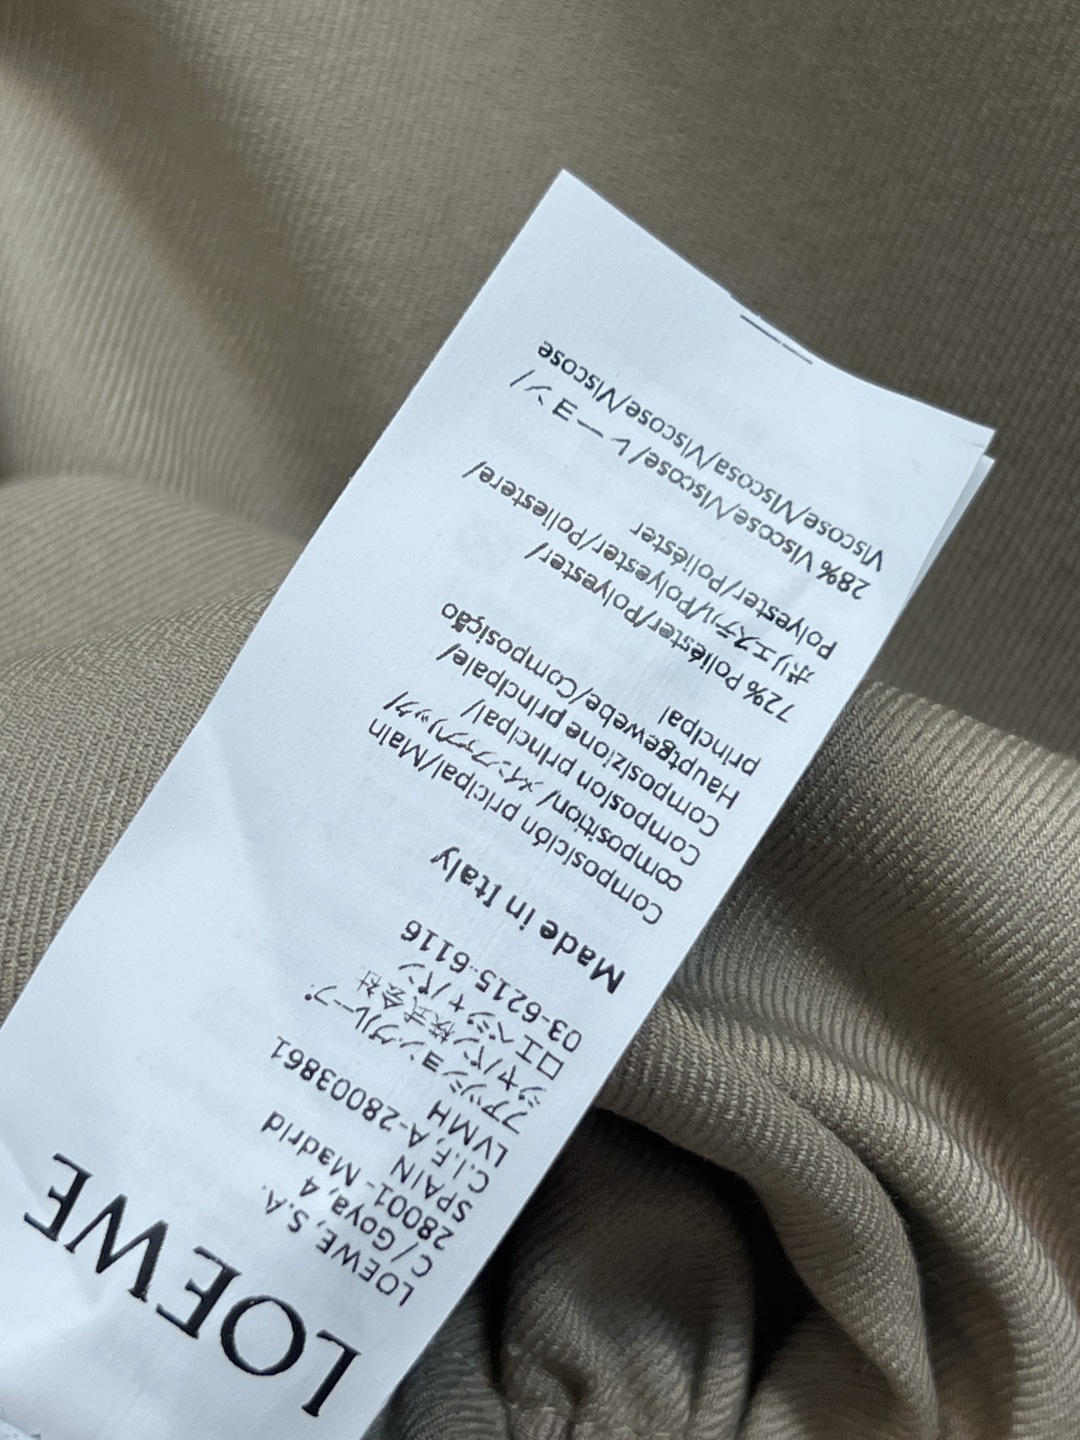 LOEWE
LOEWE, S.A.
C/ Goya, 4
28001- Madrid
SPAIN
C.I.F, A-28003861
LVMH
ファッション.グループ
ジャパン株式会社
ロエベジャパン
03-6215..6116
Made in Italy
Composición pricipal/Main
composition/メインファブリック/
Composion principal/
Composizione principale/
Hauptgewebe/Composição
principal
72% Poliéster/Polyester/
ポリエステル/Polyester/Poliestere/
Polyester/Poliéster
28% Viscose/Viscose/レーヨン/
Viscose/Viscosa/Viscose/Viscose